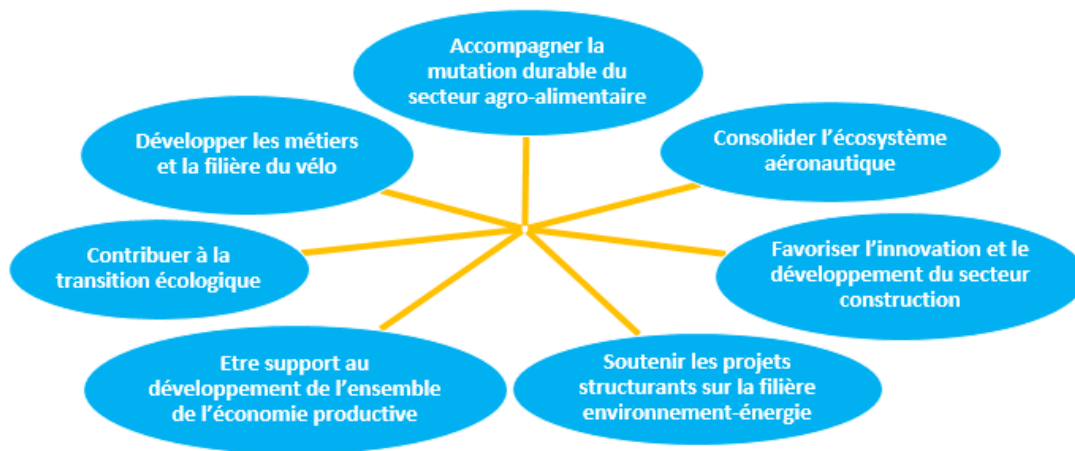 Accompagner la
mutation durable du
secteur agro-alimentaire
Développer les métiers
et la filière du vélo
Consolider l’écosystème
aéronautique
Contribuer à la
transition écologique
Favoriser l’innovation et le
développement du secteur
construction
Etre support au
développement de l’ensemble
de l’économie productive
Soutenir les projets
structurants sur la filière
environnement-énergie